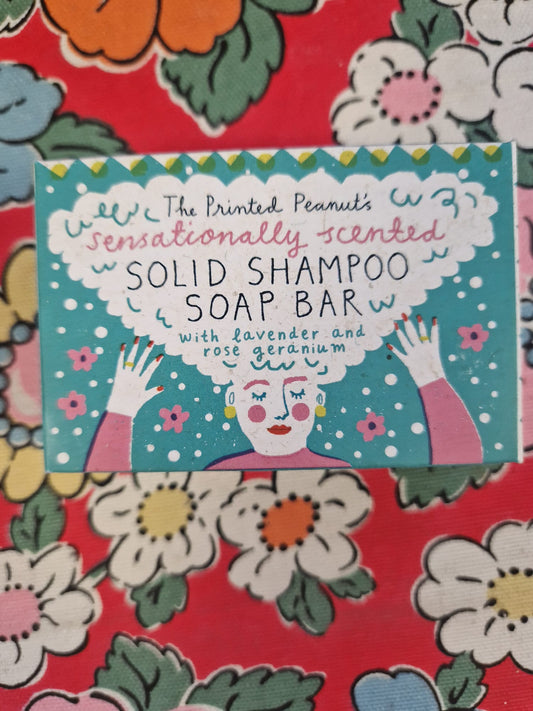 The Printed Peanut's
sensationally scented
SOLID SHAMPOO
SOAP BAR
with lavender and
rose geranium